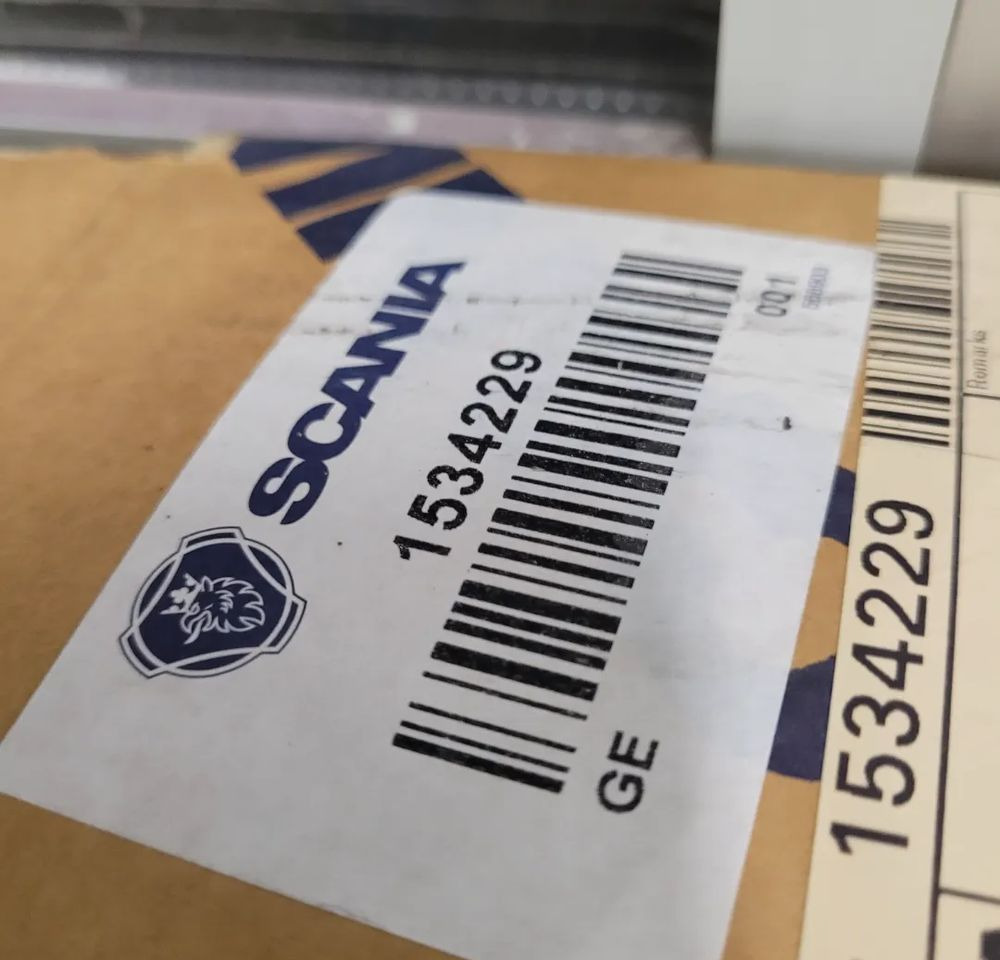 SCANIA
1534229
001
GE
Remarks
1534229